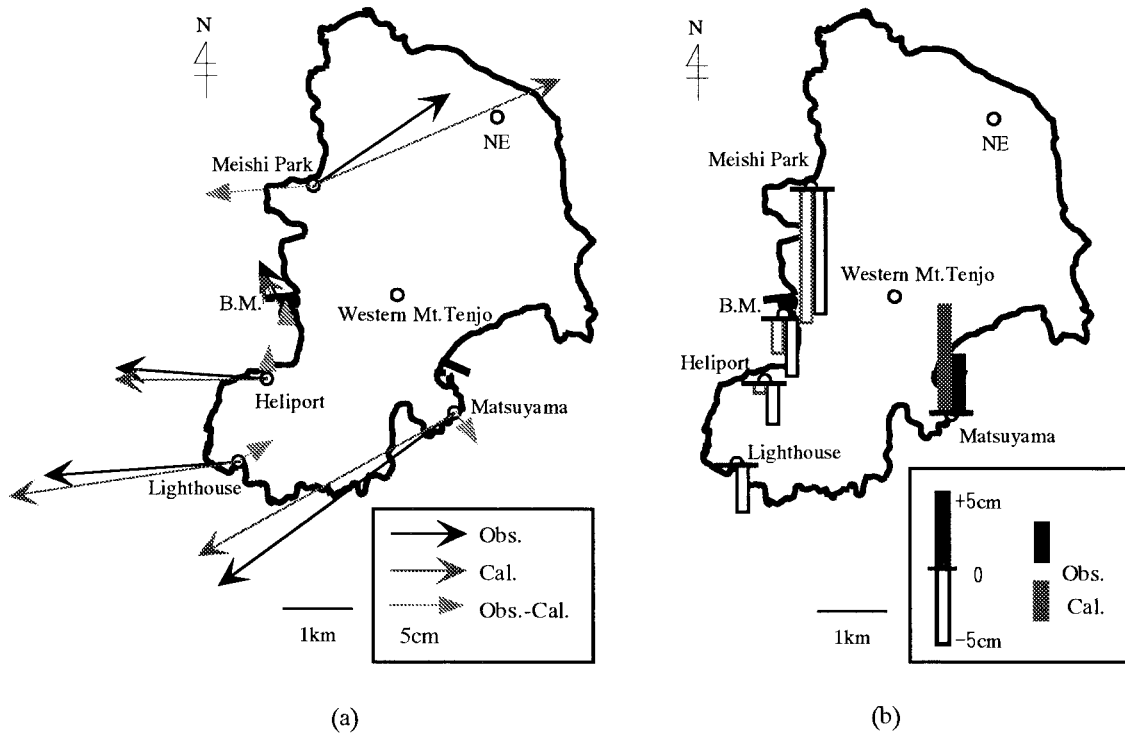 N
NE
Meishi Park
B.M.
Western Mt.Tenjo
Heliport
Matsuyama
Lighthouse
Obs.
Cal.
Obs.-Cal.
1km
5cm
(a)
N
NE
Meishi Park
Western Mt.Tenjo
B.M.
Heliport
Matsuyama
Lighthouse
+5cm
0
Obs.
Cal.
-5cm
1km
(b)